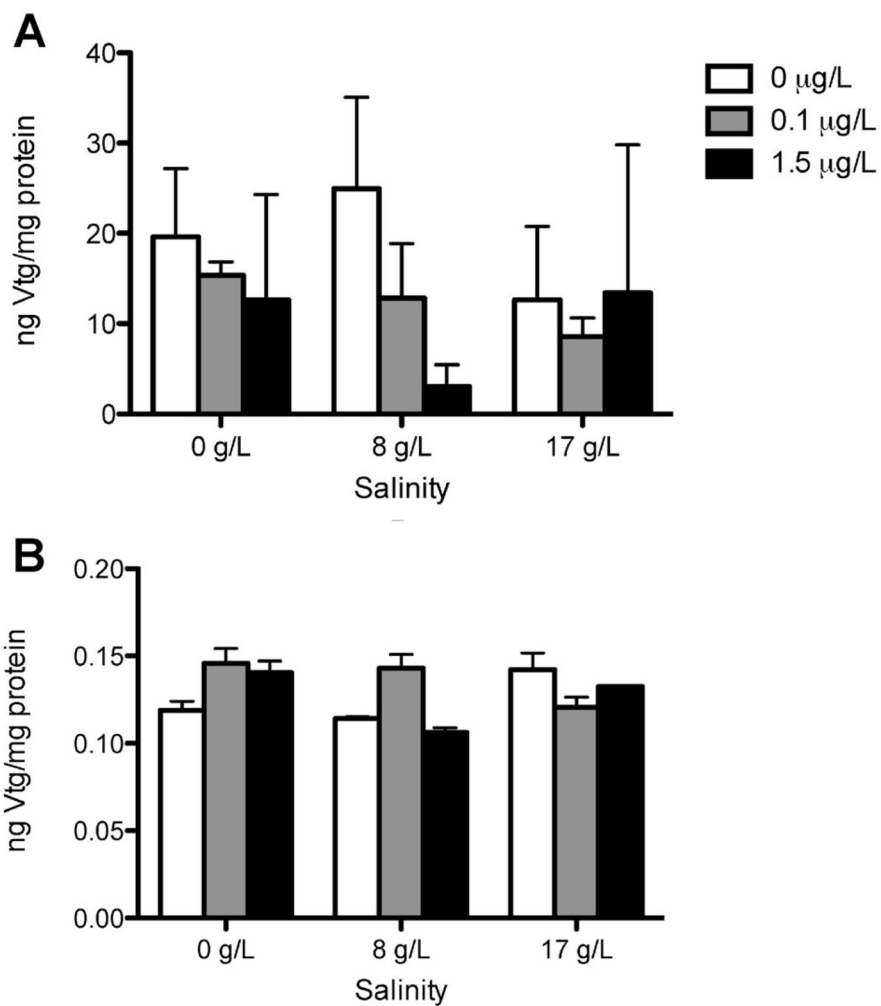 A
40
30
20
10
0
ng Vtg/mg protein
0 μg/L
0.1 μg/L
1.5 μg/L
0 g/L 8 g/L 17 g/L
Salinity
B
0.20
0.15
0.10
0.05
0.00
ng Vtg/mg protein
0 g/L 8 g/L 17 g/L
Salinity